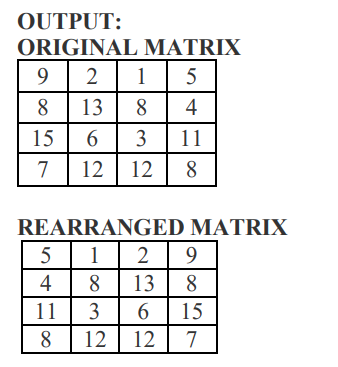 OUTPUT:
ORIGINAL MATRIX
9 2 1 5
8 13 8 4
15 6 3 11
7 12 12 8
REARRANGED MATRIX
5 1 2 9
4 8 13 8
11 3 6 15
8 12 12 7